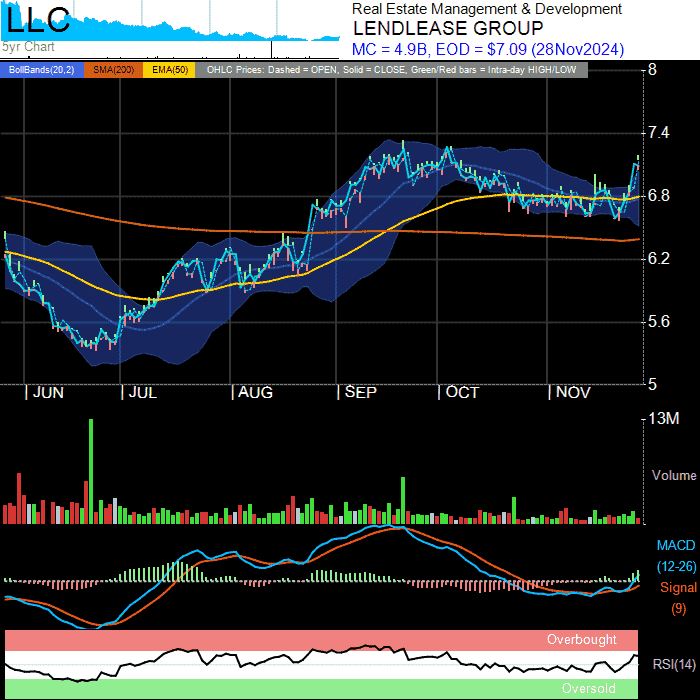 LLC
5yr Chart
Real Estate Management & Development
LENDLEASE GROUP
MC = 4.9B, EOD = $7.09 (28Nov2024)
BollBands(20,2) SMA(200) EMA(50) OHLC Prices: Dashed = OPEN, Solid = CLOSE, Green/Red bars = Intra-day HIGH/LOW
8
7.4
6.8
6.2
5.6
5
JUN JUL AUG SEP OCT NOV
13M
Volume
MACD
(12-26)
Signal
(9)
Overbought
RSI(14)
Oversold